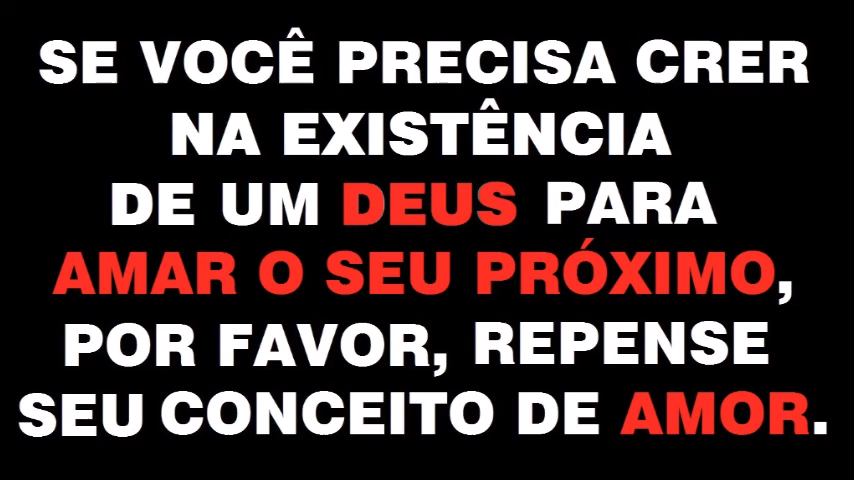 SE VOCÊ PRECISA CRER
NA EXISTÊNCIA
DE UM DEUS PARA
AMAR O SEU PRÓXIMO,
POR FAVOR, REPENSE
SEU CONCEITO DE AMOR.